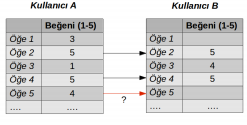 Kullanıcı A
Kullanıcı B
Beğeni (1-5)
Öğe 1 3
Öğe 2 5
Öğe 3 1
Öğe 4 5
Öğe 5 4
.... ....
?
Beğeni (1-5)
Öğe 1
Öğe 2 5
Öğe 3 4
Öğe 4 5
Öğe 5
.... ....